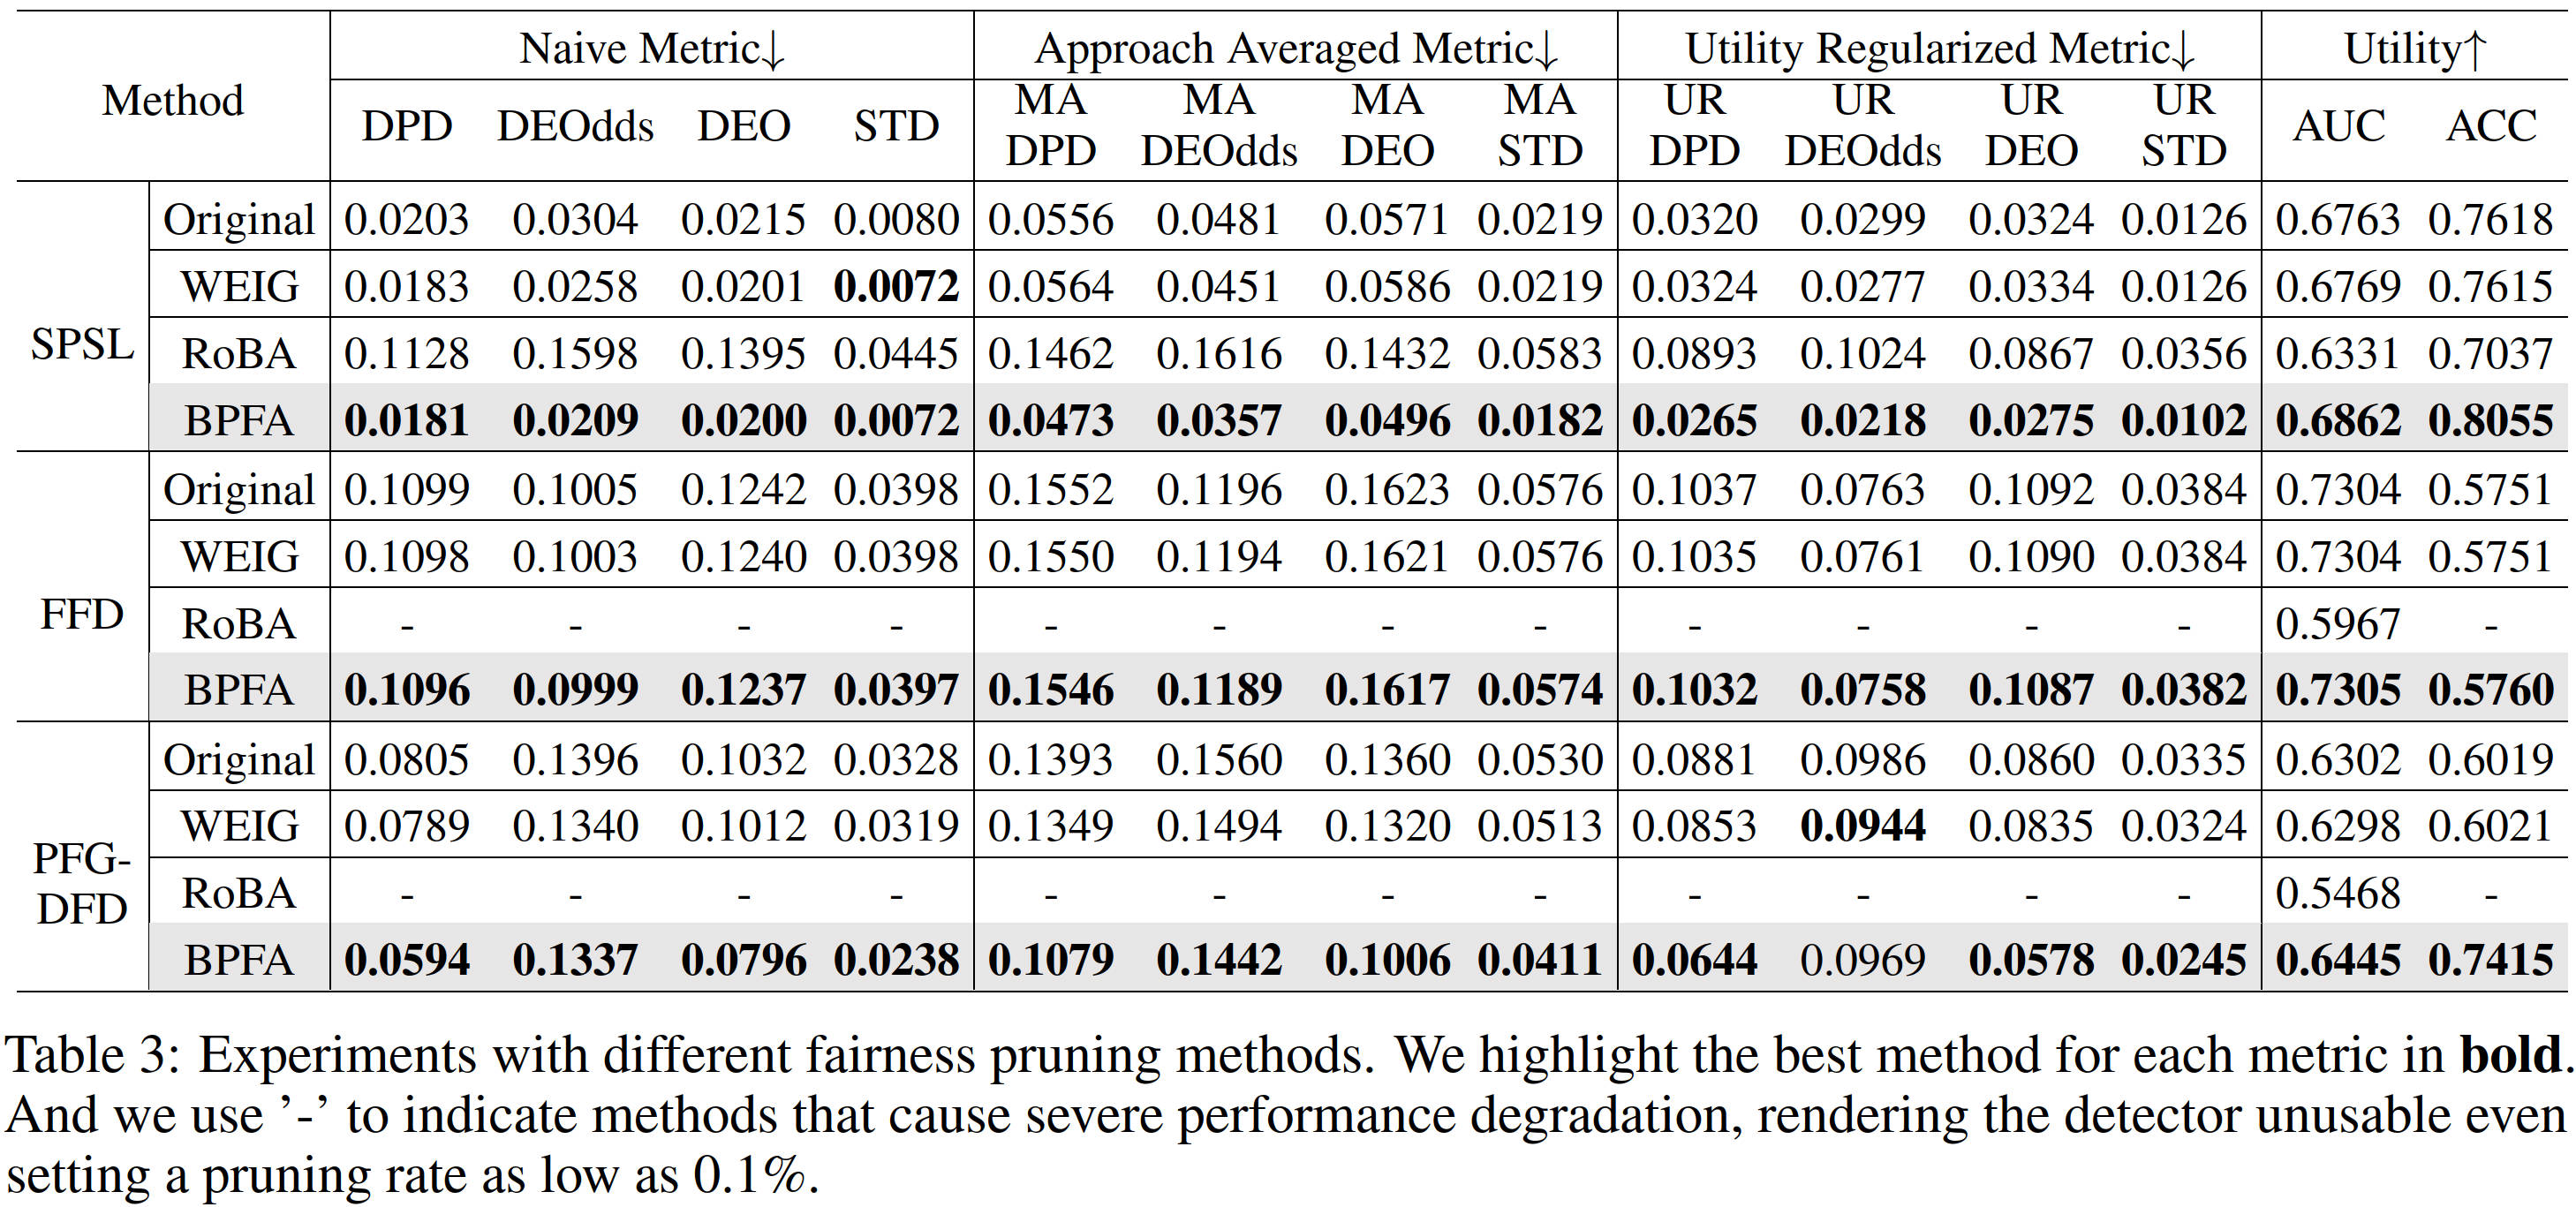 Method Naive Metric↓ Approach Averaged Metric↓ Utility Regularized Metric↓ Utility↑
DPD DEOdds DEO STD MA DPD MA DEOdds MA DEO MA STD UR DPD UR DEOdds UR DEO UR STD AUC ACC
SPSL Original 0.0203 0.0304 0.0215 0.0080 0.0556 0.0481 0.0571 0.0219 0.0320 0.0299 0.0324 0.0126 0.6763 0.7618
WEIG 0.0183 0.0258 0.0201 0.0072 0.0564 0.0451 0.0586 0.0219 0.0324 0.0277 0.0334 0.0126 0.6769 0.7615
RoBA 0.1128 0.1598 0.1395 0.0445 0.1462 0.1616 0.1432 0.0583 0.0893 0.1024 0.0867 0.0356 0.6331 0.7037
BPFA 0.0181 0.0209 0.0200 0.0072 0.0473 0.0357 0.0496 0.0182 0.0265 0.0218 0.0275 0.0102 0.6862 0.8055
FFD Original 0.1099 0.1005 0.1242 0.0398 0.1552 0.1196 0.1623 0.0576 0.1037 0.0763 0.1092 0.0384 0.7304 0.5751
WEIG 0.1098 0.1003 0.1240 0.0398 0.1550 0.1194 0.1621 0.0576 0.1035 0.0761 0.1090 0.0384 0.7304 0.5751
RoBA - - - - - - - - - - - - 0.5967 -
BPFA 0.1096 0.0999 0.1237 0.0397 0.1546 0.1189 0.1617 0.0574 0.1032 0.0758 0.1087 0.0382 0.7305 0.5760
PFG-DFD Original 0.0805 0.1396 0.1032 0.0328 0.1393 0.1560 0.1360 0.0530 0.0881 0.0986 0.0860 0.0335 0.6302 0.6019
WEIG 0.0789 0.1340 0.1012 0.0319 0.1349 0.1494 0.1320 0.0513 0.0853 0.0944 0.0835 0.0324 0.6298 0.6021
RoBA - - - - - - - - - - - - 0.5468 -
BPFA 0.0594 0.1337 0.0796 0.0238 0.1079 0.1442 0.1006 0.0411 0.0644 0.0969 0.0578 0.0245 0.6445 0.7415
Table 3: Experiments with different fairness pruning methods. We highlight the best method for each metric in bold.
And we use ’-’ to indicate methods that cause severe performance degradation, rendering the detector unusable even
setting a pruning rate as low as 0.1%.